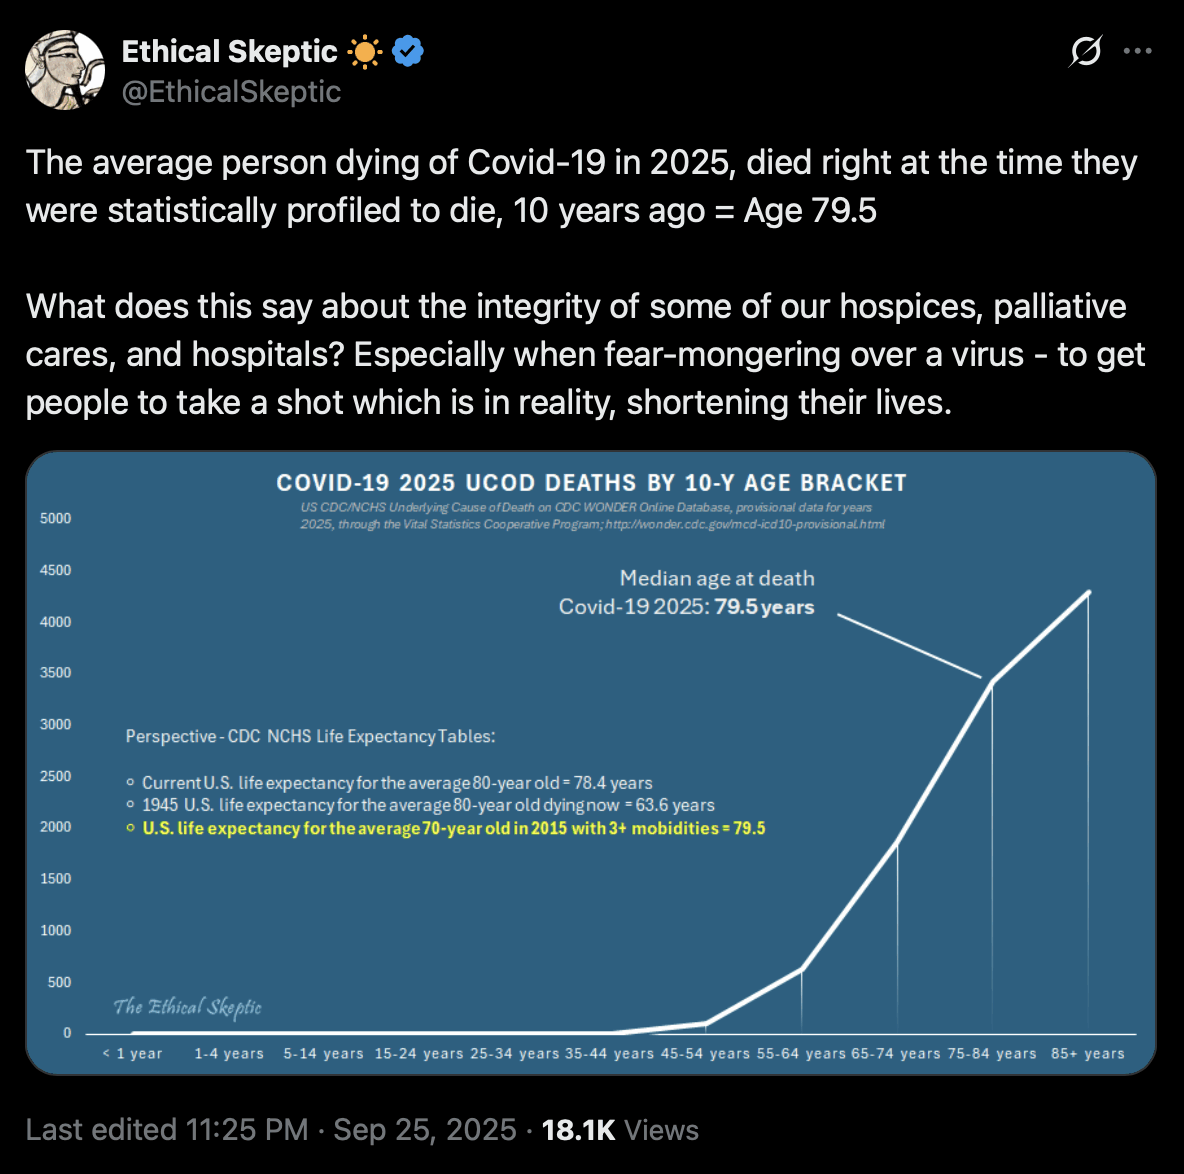 Ethical Skeptic
@EthicalSkeptic
The average person dying of Covid-19 in 2025, died right at the time they
were statistically profiled to die, 10 years ago = Age 79.5
What does this say about the integrity of some of our hospices, palliative
cares, and hospitals? Especially when fear-mongering over a virus - to get
people to take a shot which is in reality, shortening their lives.
COVID-19 2025 UCOD DEATHS BY 10-Y AGE BRACKET
US CDC/NCHS Underlying Cause of Death on CDC WONDER Online Database, provisional data for years
2025, through the Vital Statistics Cooperative Program; http://wonder.cdc.gov/mcd-icd10-provisional.html
5000
4500
4000
3500
3000
2500
2000
1500
1000
500
0
Median age at death
Covid-19 2025: 79.5 years
Perspective - CDC NCHS Life Expectancy Tables:
Current U.S. life expectancy for the average 80-year old = 78.4 years
1945 U.S. life expectancy for the average 80-year old dying now = 63.6 years
U.S. life expectancy for the average 70-year old in 2015 with 3+ mobidities = 79.5
The Ethical Skeptic
< 1 year 1-4 years 5-14 years 15-24 years 25-34 years 35-44 years 45-54 years 55-64 years 65-74 years 75-84 years 85+ years
Last edited 11:25 PM · Sep 25, 2025 · 18.1K Views